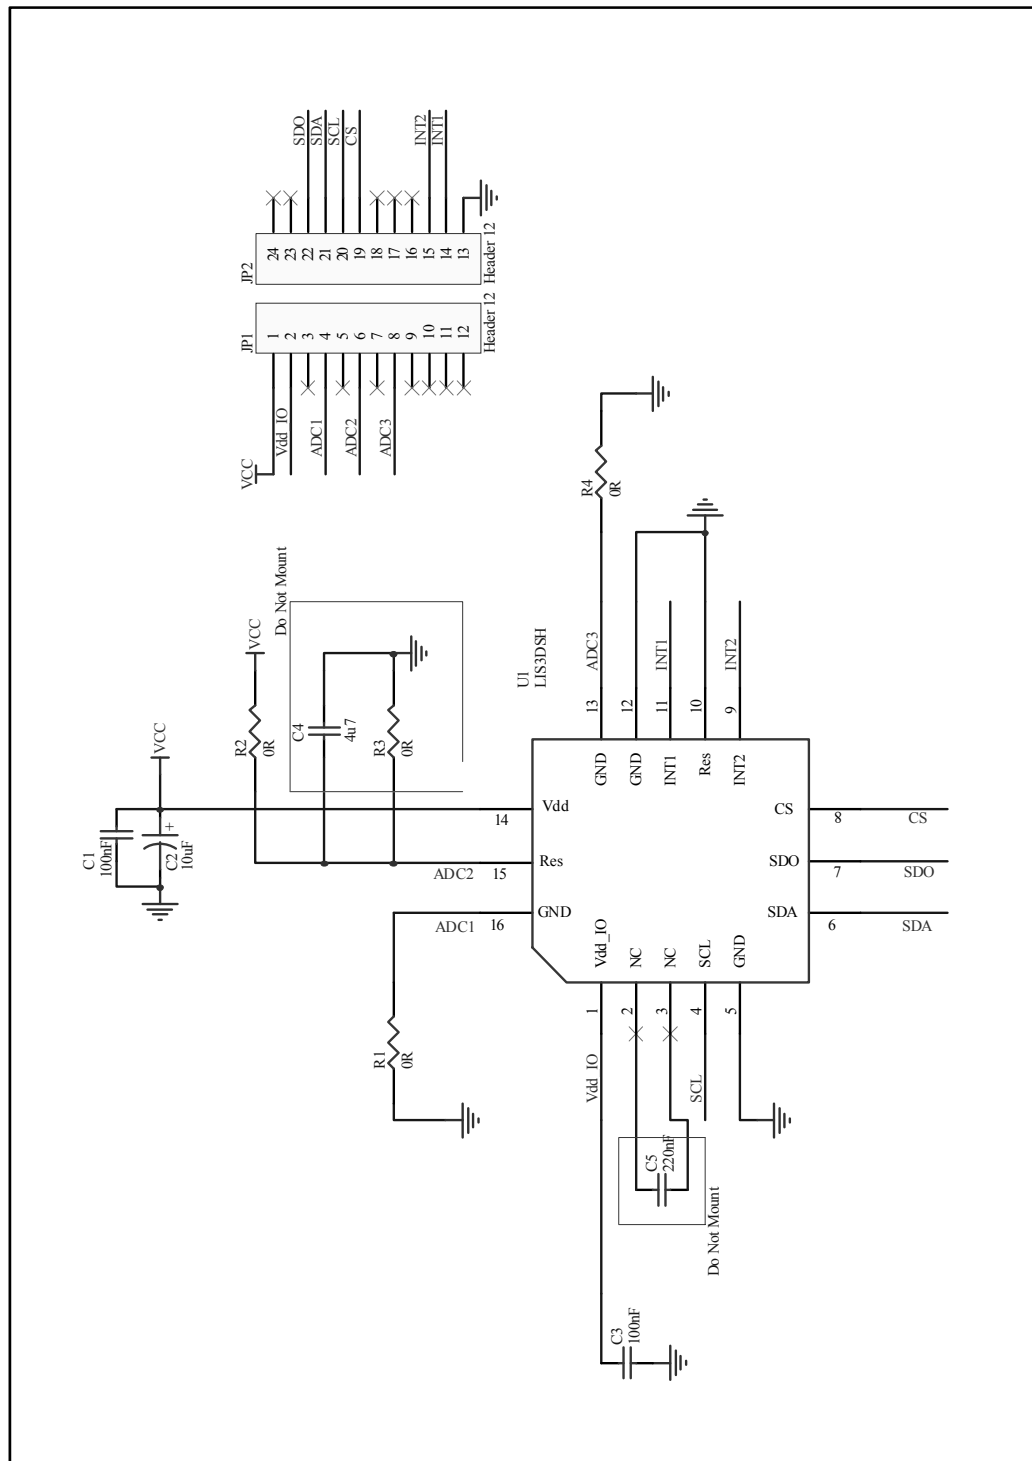 JP2
24
23
22
21
20
19
18
17
16
15
14
13
Header 12
SDO
SDA
SCL
CS
INT2
INT1
JP1
1
2
3
4
5
6
7
8
9
10
11
12
Header 12
VCC
Vdd_IO
ADC1
ADC2
ADC3
R4
0R
Do Not Mount
VCC
R2
0R
C4
4u7
R3
0R
VCC
C1
100nF
C2
10uF
+
U1
LIS3DSH
ADC3
INT1
INT2
13
12
11
10
9
GND
GND
INT1
Res
INT2
14
Vdd
ADC2
15
Res
ADC1
16
GND
CS
8
CS
SDO
7
SDO
SDA
6
SDA
Vdd_IO
NC
NC
SCL
GND
1
2
3
4
5
R1
0R
Vdd_IO
SCL
C5
220nF
Do Not Mount
C3
100nF